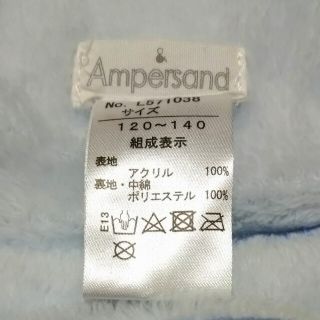 Ampersand
No. L571038
サイズ
120～140
組成表示
表地
アクリル 100%
裏地・中綿
ポリエステル 100%
E13